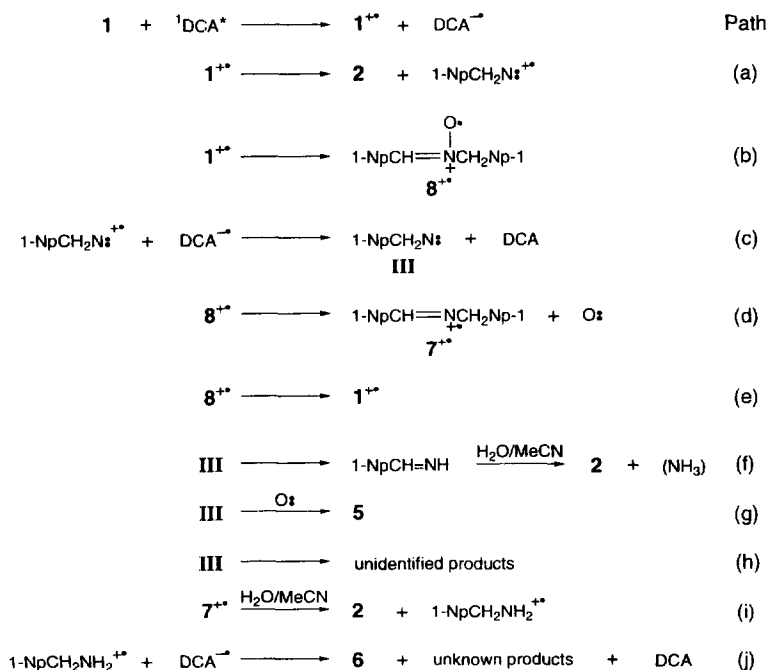 1 + ¹DCA* ⟶ 1⁺• + DCA⁻• Path
1⁺• ⟶ 2 + 1-NpCH₂N:⁺• (a)
O•
1⁺• ⟶ 1-NpCH=NCH₂Np-1 (b)
+
8⁺•
1-NpCH₂N:⁺• + DCA⁻• ⟶ 1-NpCH₂N: + DCA (c)
III
8⁺• ⟶ 1-NpCH=NCH₂Np-1 + O: (d)
+•
7⁺•
8⁺• ⟶ 1⁺• (e)
III ⟶ 1-NpCH=NH H₂O/MeCN ⟶ 2 + (NH₃) (f)
III O: ⟶ 5 (g)
III ⟶ unidentified products (h)
7⁺• H₂O/MeCN ⟶ 2 + 1-NpCH₂NH₂⁺• (i)
1-NpCH₂NH₂⁺• + DCA⁻• ⟶ 6 + unknown products + DCA (j)